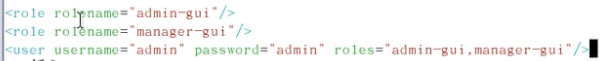 <role rolename="admin-gui"/>
<role rolename="manager-gui"/>
<user username="admin" password="admin" roles="admin-gui,manager-gui"/>